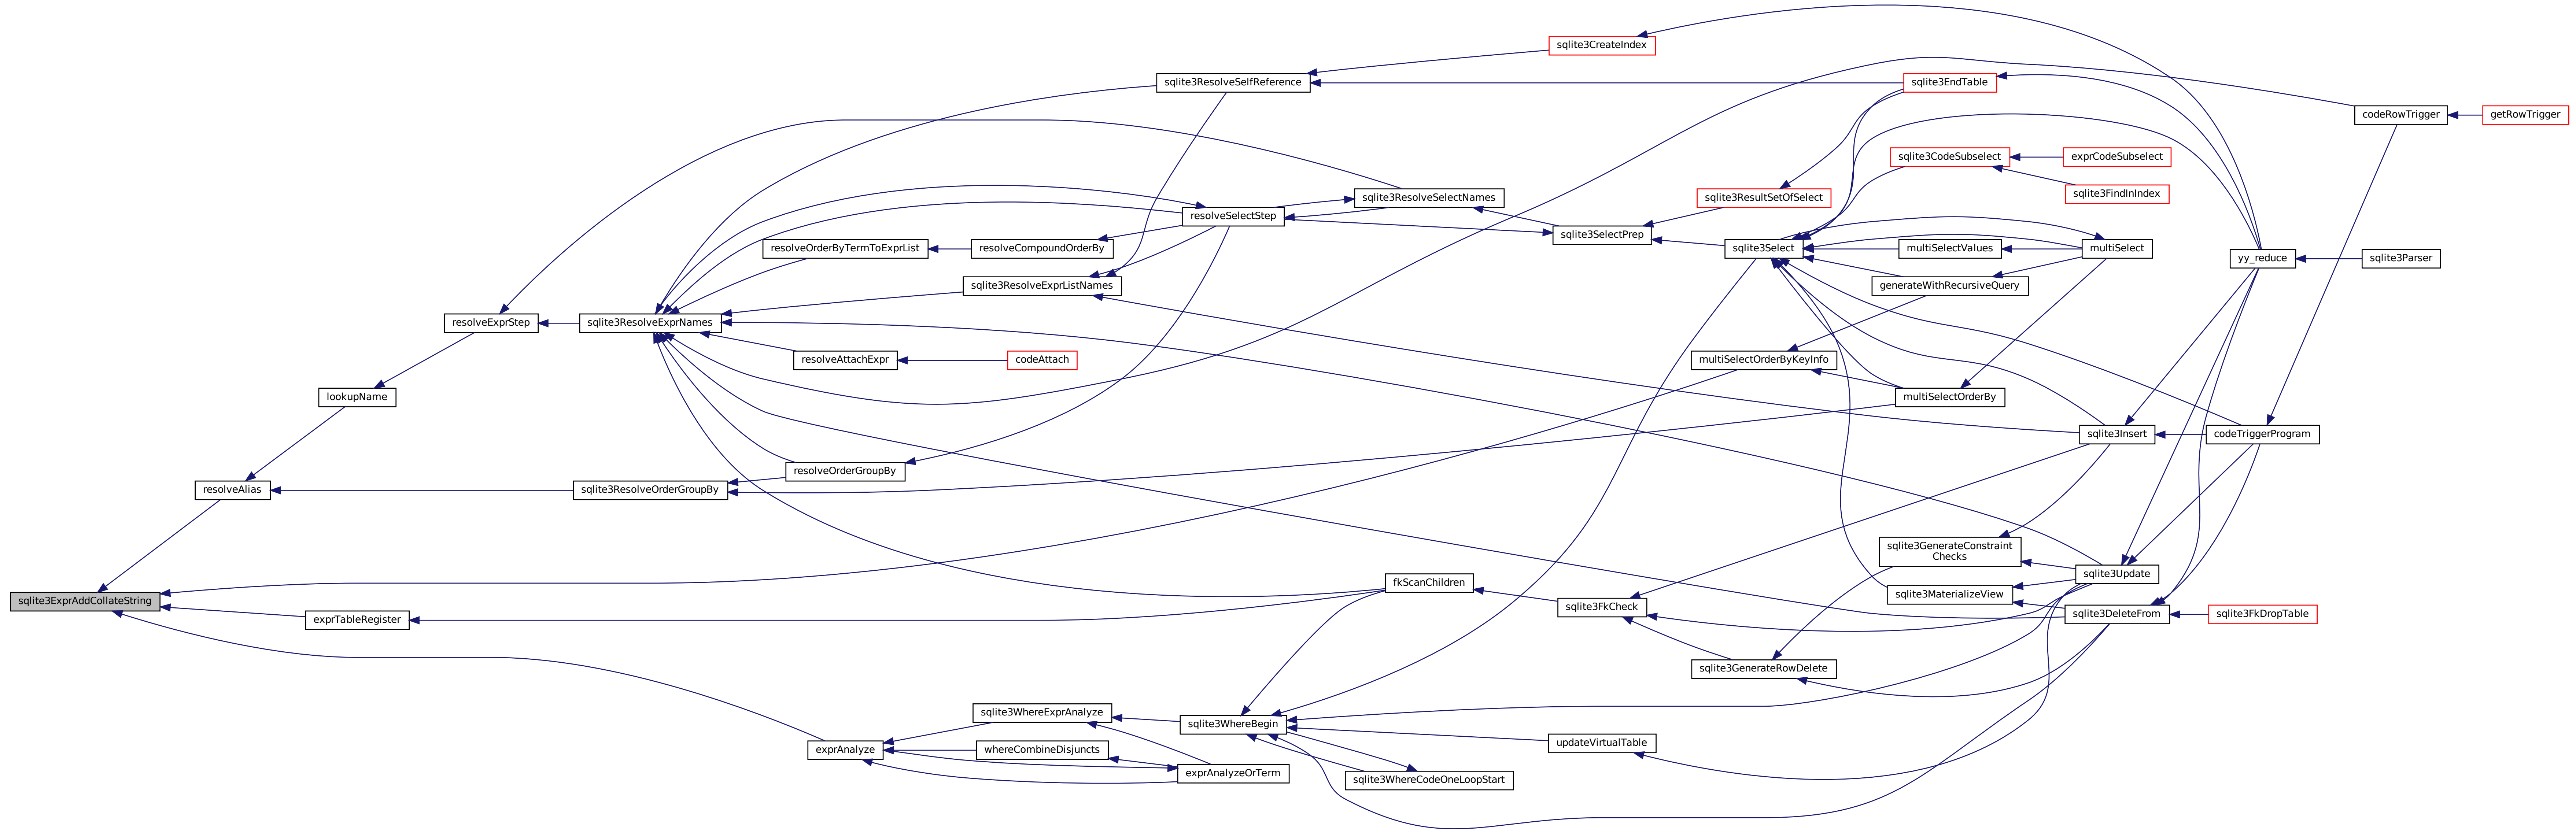 sqlite3CreateIndex
sqlite3ResolveSelfReference
sqlite3EndTable
codeRowTrigger
getRowTrigger
sqlite3CodeSubselect
exprCodeSubselect
sqlite3FindInIndex
sqlite3ResolveSelectNames
sqlite3ResultSetOfSelect
resolveSelectStep
sqlite3SelectPrep
resolveOrderByTermToExprList
resolveCompoundOrderBy
sqlite3Select
multiSelectValues
multiSelect
yy_reduce
sqlite3Parser
sqlite3ResolveExprListNames
generateWithRecursiveQuery
resolveExprStep
sqlite3ResolveExprNames
resolveAttachExpr
codeAttach
multiSelectOrderByKeyInfo
lookupName
multiSelectOrderBy
sqlite3Insert
codeTriggerProgram
resolveOrderGroupBy
resolveAlias
sqlite3ResolveOrderGroupBy
sqlite3GenerateConstraint
Checks
fkScanChildren
sqlite3Update
sqlite3MaterializeView
sqlite3ExprAddCollateString
sqlite3FkCheck
sqlite3DeleteFrom
sqlite3FkDropTable
exprTableRegister
sqlite3GenerateRowDelete
sqlite3WhereExprAnalyze
sqlite3WhereBegin
updateVirtualTable
exprAnalyze
whereCombineDisjuncts
exprAnalyzeOrTerm
sqlite3WhereCodeOneLoopStart